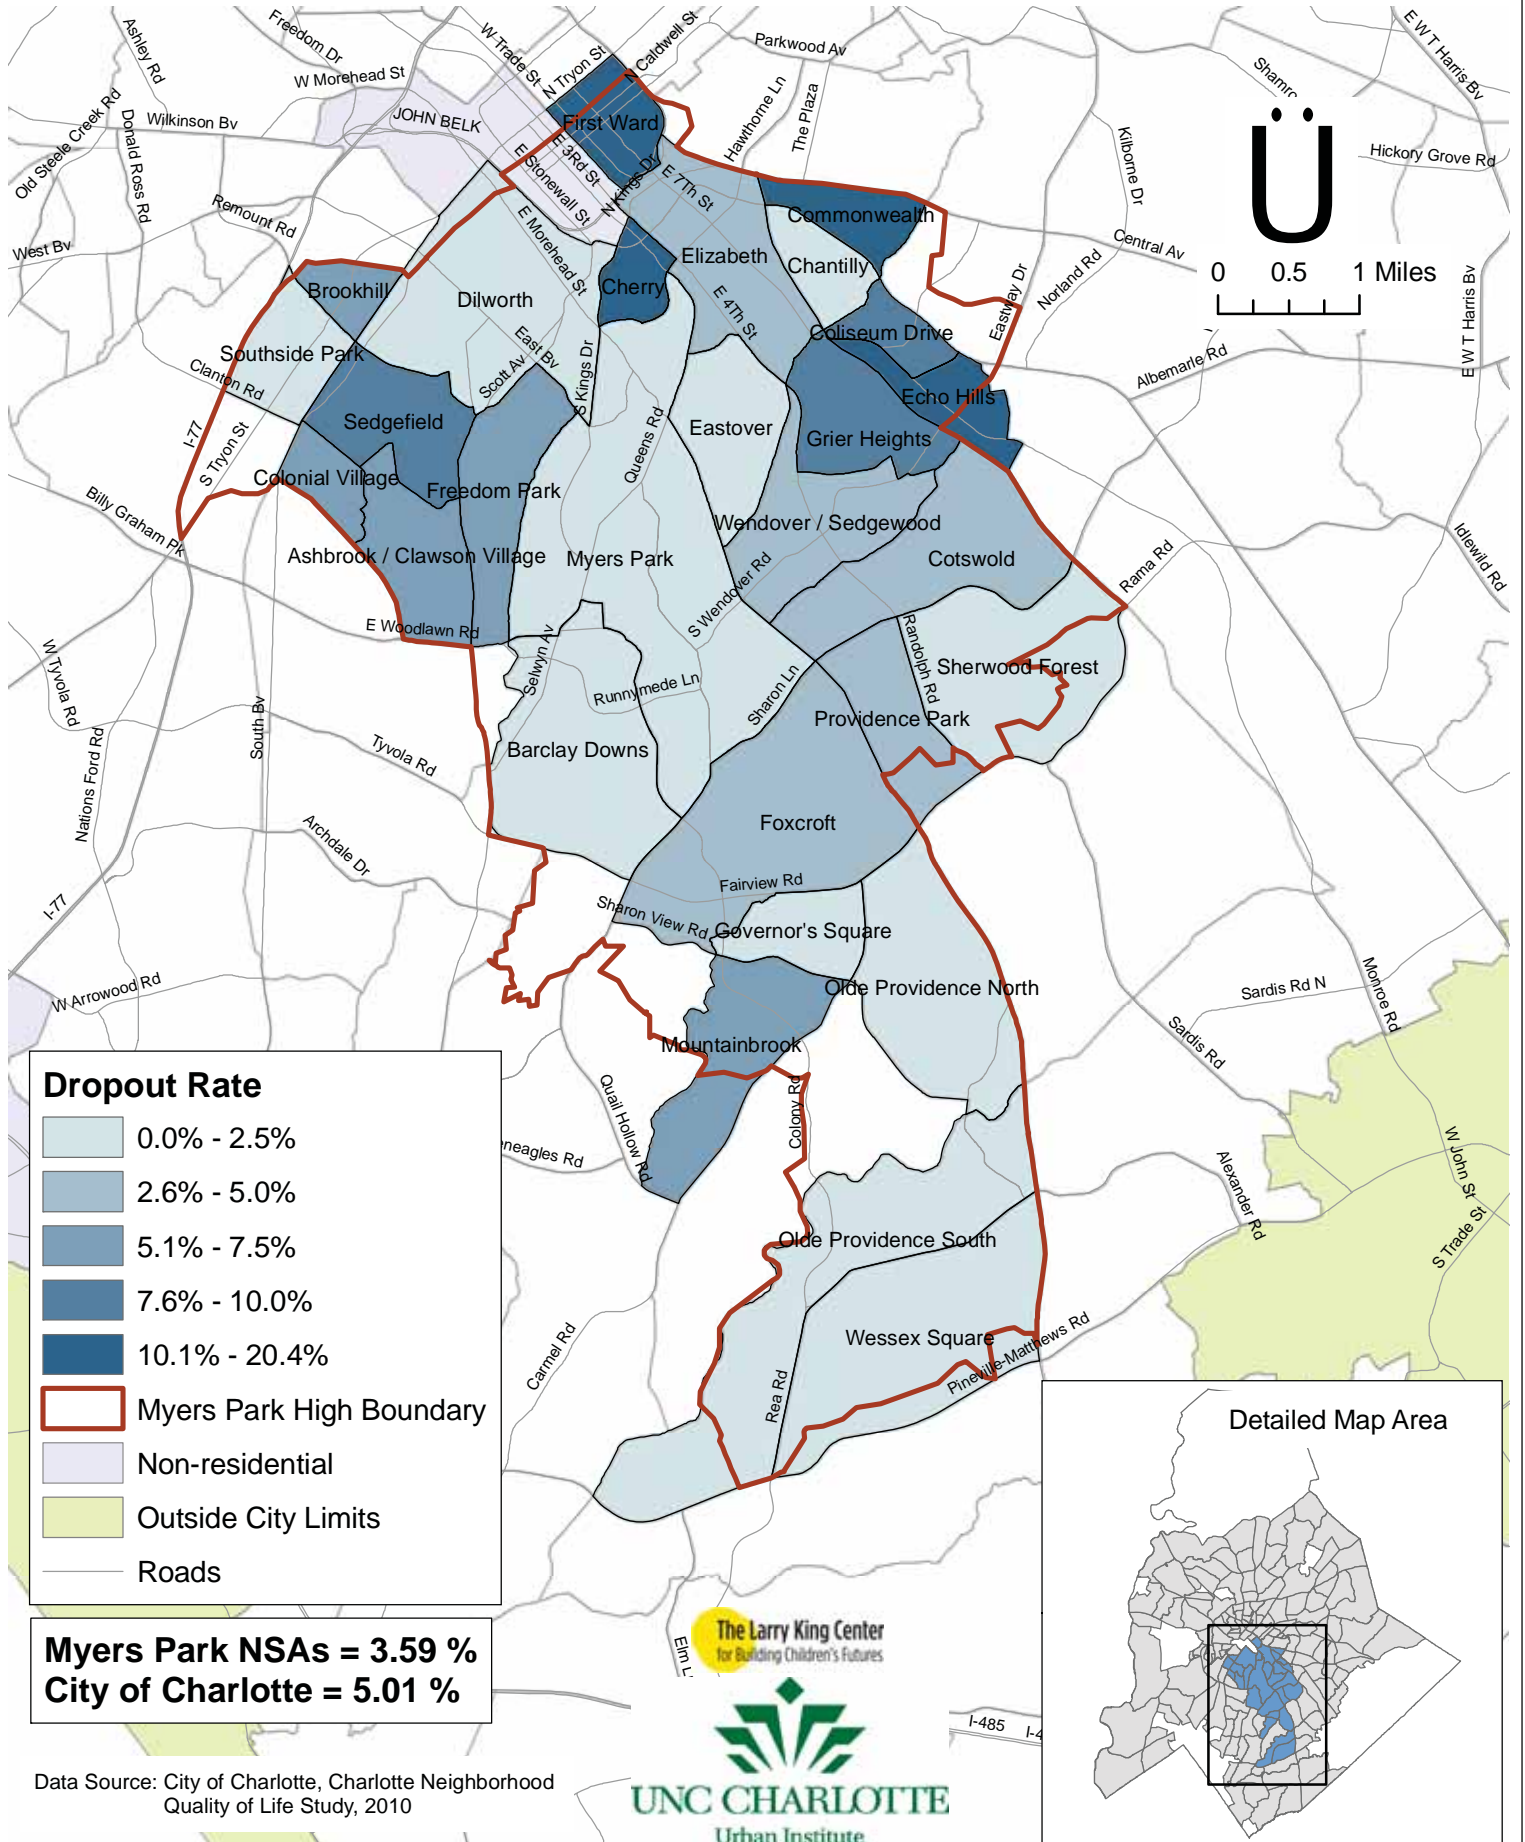 Ashley Rd
Freedom Dr
W Trade St
N Tryon St
N Caldwell St
Parkwood Av
E W T Harris Bv
W Morehead St
Old Steele Creek Rd
Donald Ross Rd
Wilkinson Bv
JOHN BELK
First Ward
E 3Rd St
E Stonewall St
N Kings Dr
E 7Th St
Hawthorne Ln
The Plaza
Kilborne Dr
Shamro
Hickory Grove Rd
Ü
0 0.5 1 Miles
West Bv
Remount Rd
E Morehead St
Commonwealth
Central Av
Elizabeth
Chantilly
Cherry
Brookhill
Dilworth
E 4Th St
Norland Rd
Eastway Dr
E W T Harris Bv
Coliseum Drive
Southside Park
East Bv
Scott Av
S Kings Dr
Albemarle Rd
Clanton Rd
Echo Hills
Sedgefield
Queens Rd
Eastover
Grier Heights
I-77
S Tryon St
Colonial Village
Freedom Park
Billy Graham Pk
Wendover / Sedgewood
Ashbrook / Clawson Village
Myers Park
Cotswold
Idlewild Rd
Rama Rd
S Wendover Rd
E Woodlawn Rd
W Tyvola Rd
Selwyn Av
Runnymede Ln
Sharon Ln
Randolph Rd
Sherwood Forest
Providence Park
South Bv
Nations Ford Rd
Tyvola Rd
Barclay Downs
Foxcroft
Archdale Dr
I-77
Fairview Rd
Sharon View Rd
Governor's Square
W Arrowood Rd
Olde Providence North
Sardis Rd N
Monroe Rd
Sardis Rd
Mountainbrook
Quail Hollow Rd
Colony Rd
neagles Rd
Alexander Rd
W John St
S Trade St
Olde Providence South
Carmel Rd
Wessex Square
Pineville-Matthews Rd
Rea Rd
Dropout Rate
0.0% - 2.5%
2.6% - 5.0%
5.1% - 7.5%
7.6% - 10.0%
10.1% - 20.4%
Myers Park High Boundary
Non-residential
Outside City Limits
Roads
Detailed Map Area
Myers Park NSAs = 3.59 %
City of Charlotte = 5.01 %
The Larry King Center
for Building Children's Futures
Elm L
I-485
I-4
UNC CHARLOTTE
Urban Institute
Data Source: City of Charlotte, Charlotte Neighborhood
Quality of Life Study, 2010